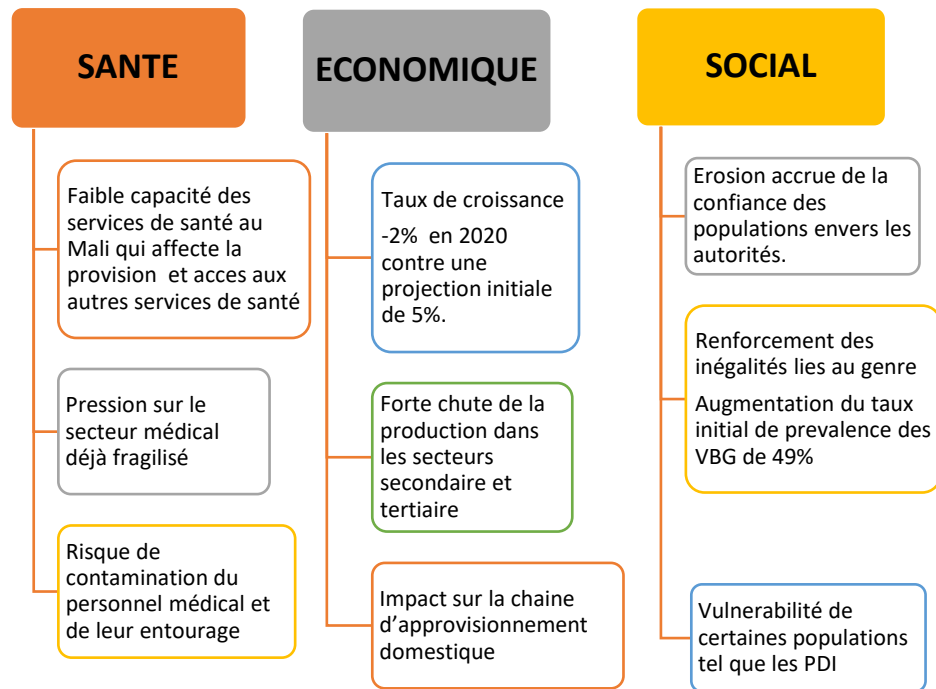 SANTE
Faible capacité des
services de santé au
Mali qui affecte la
provision et acces aux
autres services de santé
Pression sur le
secteur médical
déjà fragilisé
Risque de
contamination du
personnel médical et
de leur entourage
ECONOMIQUE
Taux de croissance
-2% en 2020
contre une
projection initiale
de 5%.
Forte chute de la
production dans
les secteurs
secondaire et
tertiaire
Impact sur la chaine
d’approvisionnement
domestique
SOCIAL
Erosion accrue de la
confiance des
populations envers les
autorités.
Renforcement des
inégalités lies au genre
Augmentation du taux
initial de prevalence des
VBG de 49%
Vulnerabilité de
certaines populations
tel que les PDI